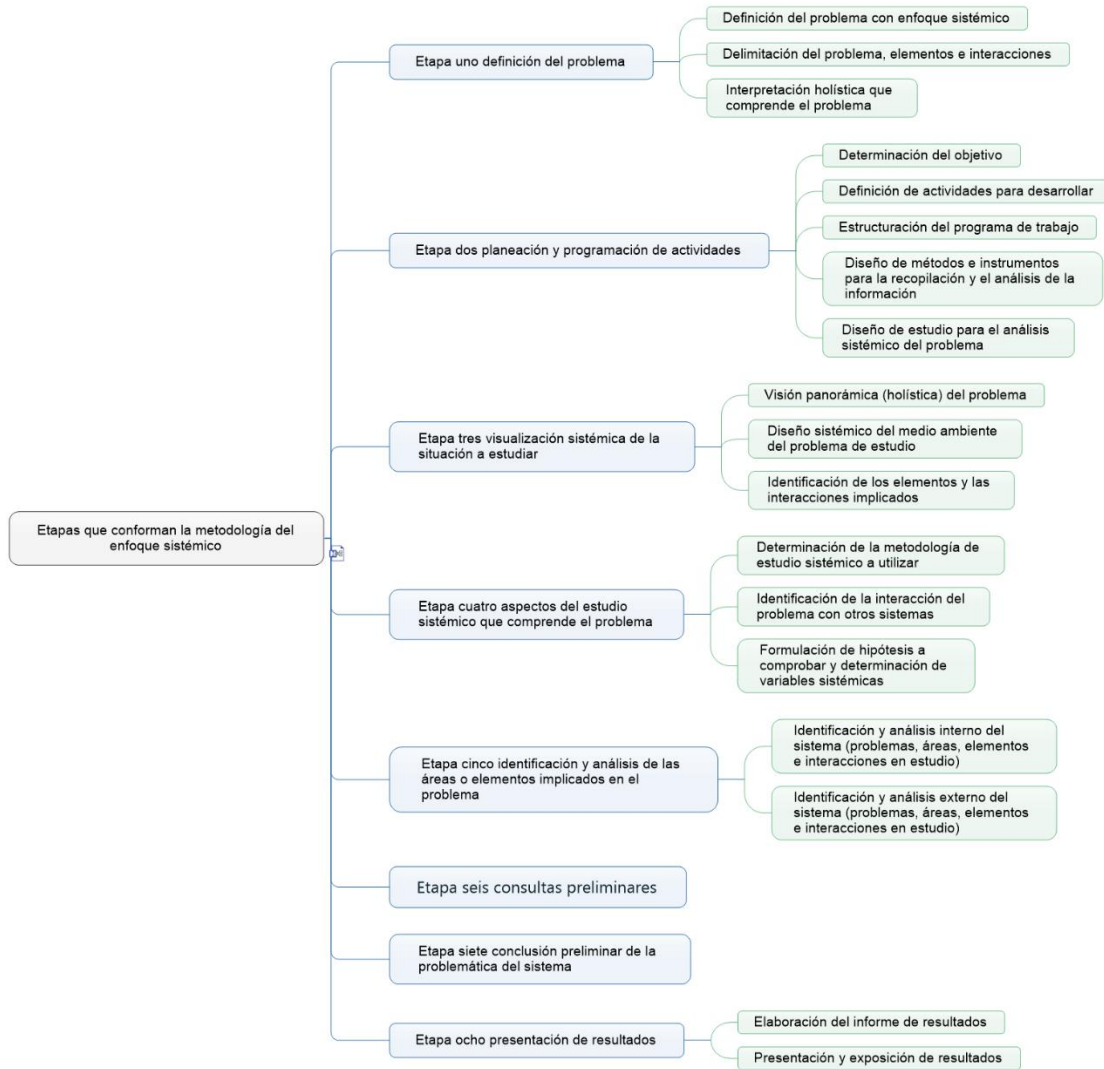 Definición del problema con enfoque sistémico
Etapa uno definición del problema
Delimitación del problema, elementos e interacciones
Interpretación holística que
comprende el problema
Determinación del objetivo
Definición de actividades para desarrollar
Estructuración del programa de trabajo
Etapa dos planeación y programación de actividades
Diseño de métodos e instrumentos
para la recopilación y el análisis de la
información
Diseño de estudio para el análisis
sistémico del problema
Visión panorámica (holística) del problema
Etapa tres visualización sistémica de la
situación a estudiar
Diseño sistémico del medio ambiente
del problema de estudio
Identificación de los elementos y las
interacciones implicados
Etapas que conforman la metodología del
enfoque sistémico
Determinación de la metodología de
estudio sistémico a utilizar
Etapa cuatro aspectos del estudio
sistémico que comprende el problema
Identificación de la interacción del
problema con otros sistemas
Formulación de hipótesis a
comprobar y determinación de
variables sistémicas
Etapa cinco identificación y análisis de las
áreas o elementos implicados en el
problema
Identificación y análisis interno del
sistema (problemas, áreas, elementos
e interacciones en estudio)
Identificación y análisis externo del
sistema (problemas, áreas, elementos
e interacciones en estudio)
Etapa seis consultas preliminares
Etapa siete conclusión preliminar de la
problemática del sistema
Etapa ocho presentación de resultados
Elaboración del informe de resultados
Presentación y exposición de resultados